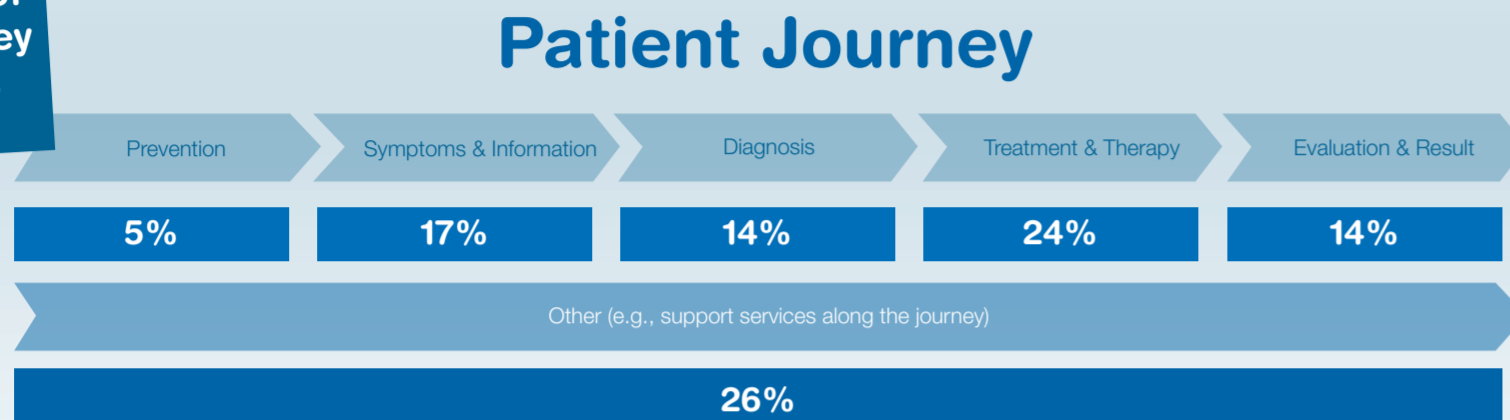 ey
Patient Journey
Prevention
Symptoms & Information
Diagnosis
Treatment & Therapy
Evaluation & Result
5%
17%
14%
24%
14%
Other (e.g., support services along the journey)
26%